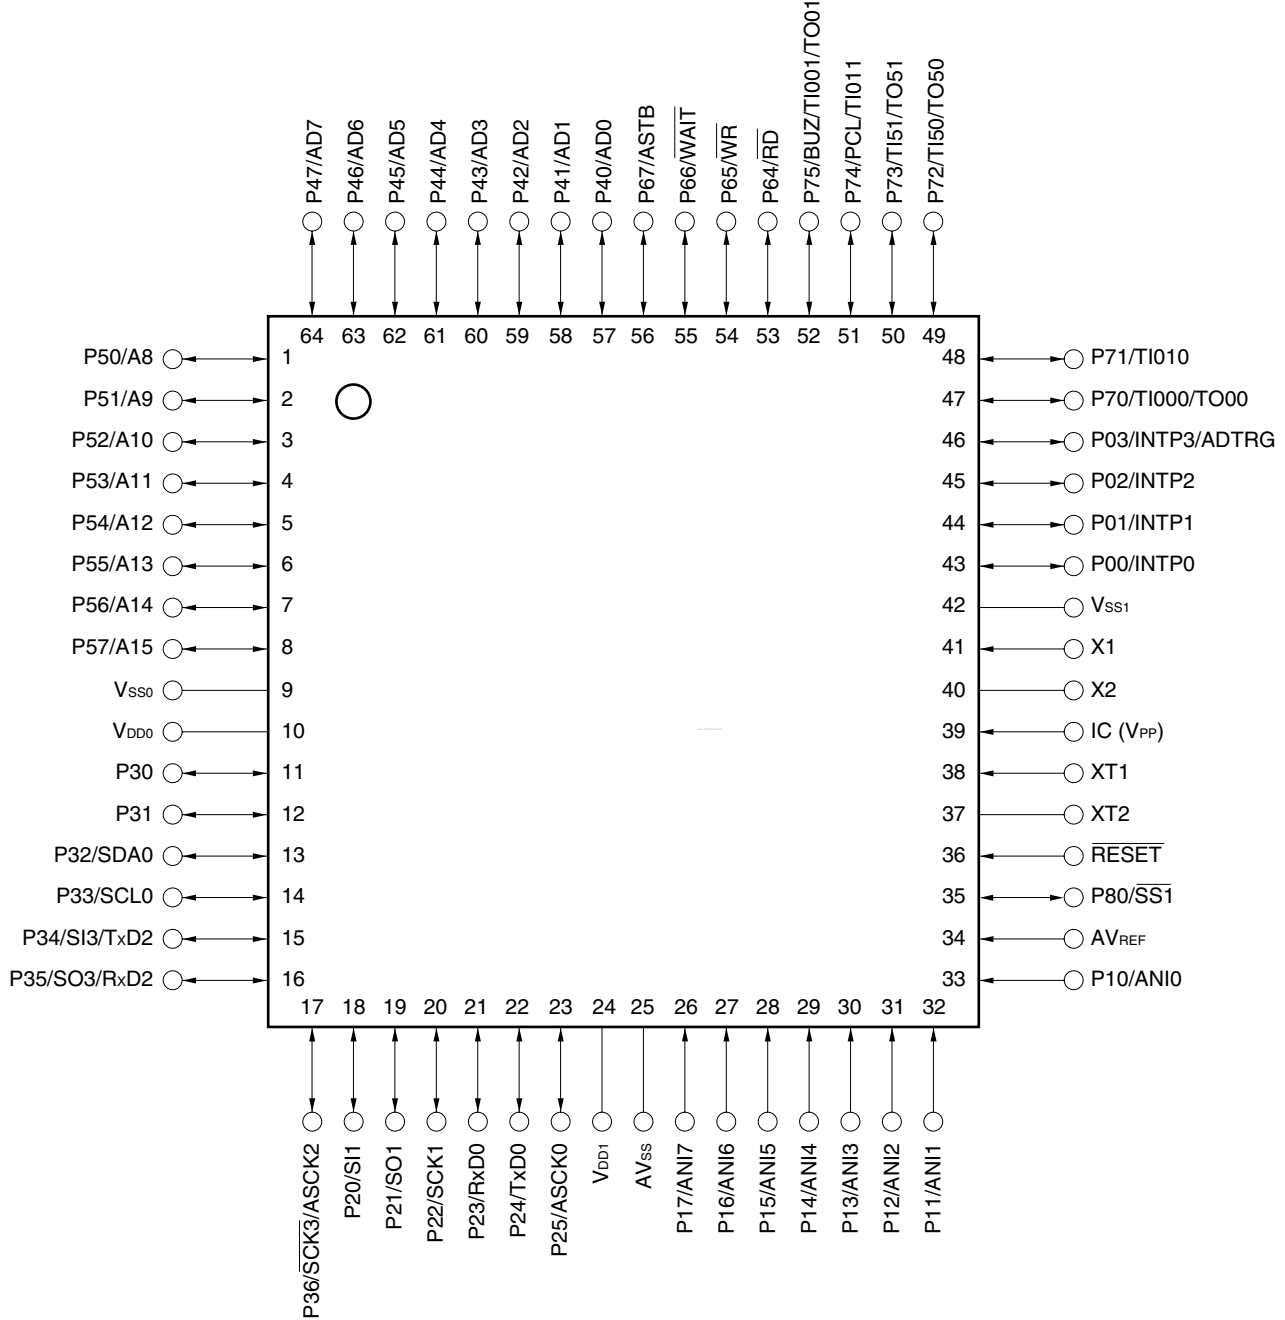 P47/AD7
P46/AD6
P45/AD5
P44/AD4
P43/AD3
P42/AD2
P41/AD1
P40/AD0
P67/ASTB
P66/WAIT
P65/WR
P64/RD
P75/BUZ/TI001/TO01
P74/PCL/TI011
P73/TI51/TO51
P72/TI50/TO50
64 63 62 61 60 59 58 57 56 55 54 53 52 51 50 49
P50/A8 1
P51/A9 2
P52/A10 3
P53/A11 4
P54/A12 5
P55/A13 6
P56/A14 7
P57/A15 8
VSS0 9
VDD0 10
P30 11
P31 12
P32/SDA0 13
P33/SCL0 14
P34/SI3/TxD2 15
P35/SO3/RxD2 16
48 P71/TI010
47 P70/TI000/TO00
46 P03/INTP3/ADTRG
45 P02/INTP2
44 P01/INTP1
43 P00/INTP0
42 VSS1
41 X1
40 X2
39 IC (VPP)
38 XT1
37 XT2
36 RESET
35 P80/SS1
34 AVREF
33 P10/ANI0
17 18 19 20 21 22 23 24 25 26 27 28 29 30 31 32
P36/SCK3/ASCK2
P20/SI1
P21/SO1
P22/SCK1
P23/RxD0
P24/TxD0
P25/ASCK0
VDD1
AVSS
P17/ANI7
P16/ANI6
P15/ANI5
P14/ANI4
P13/ANI3
P12/ANI2
P11/ANI1